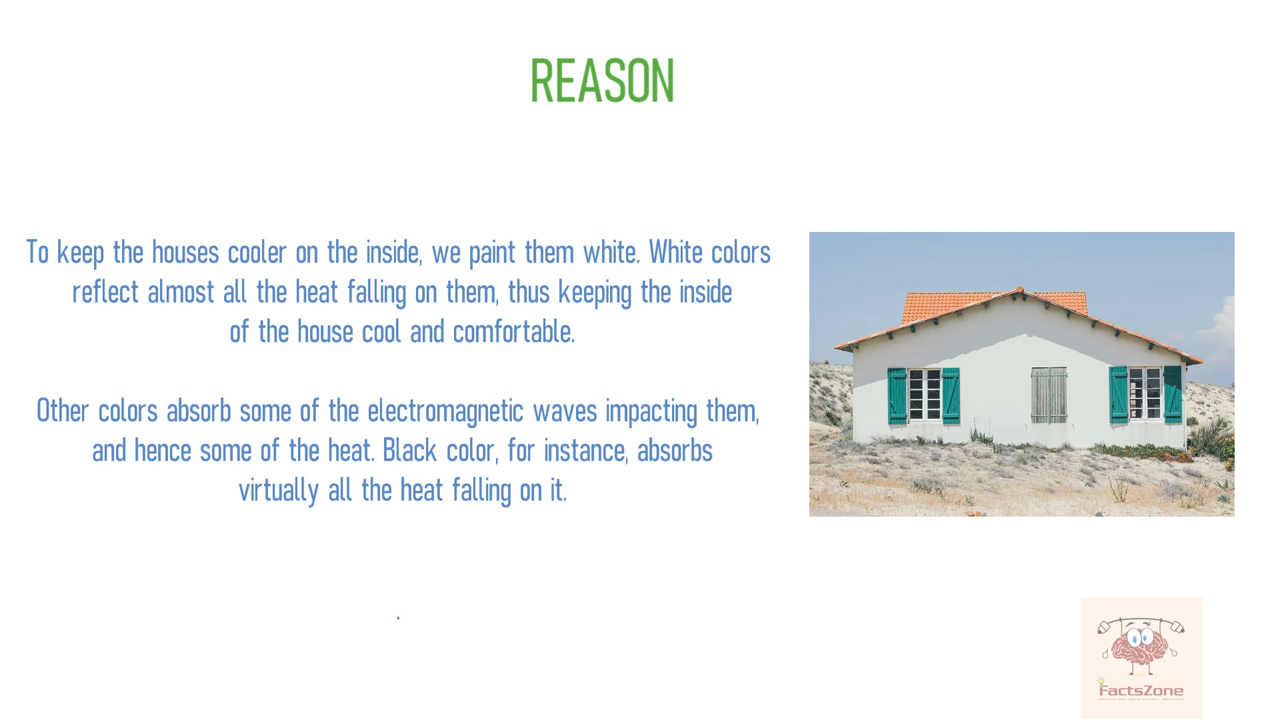 REASON
To keep the houses cooler on the inside, we paint them white. White colors
reflect almost all the heat falling on them, thus keeping the inside
of the house cool and comfortable.
Other colors absorb some of the electromagnetic waves impacting them,
and hence some of the heat. Black color, for instance, absorbs
virtually all the heat falling on it.
.
FactsZone